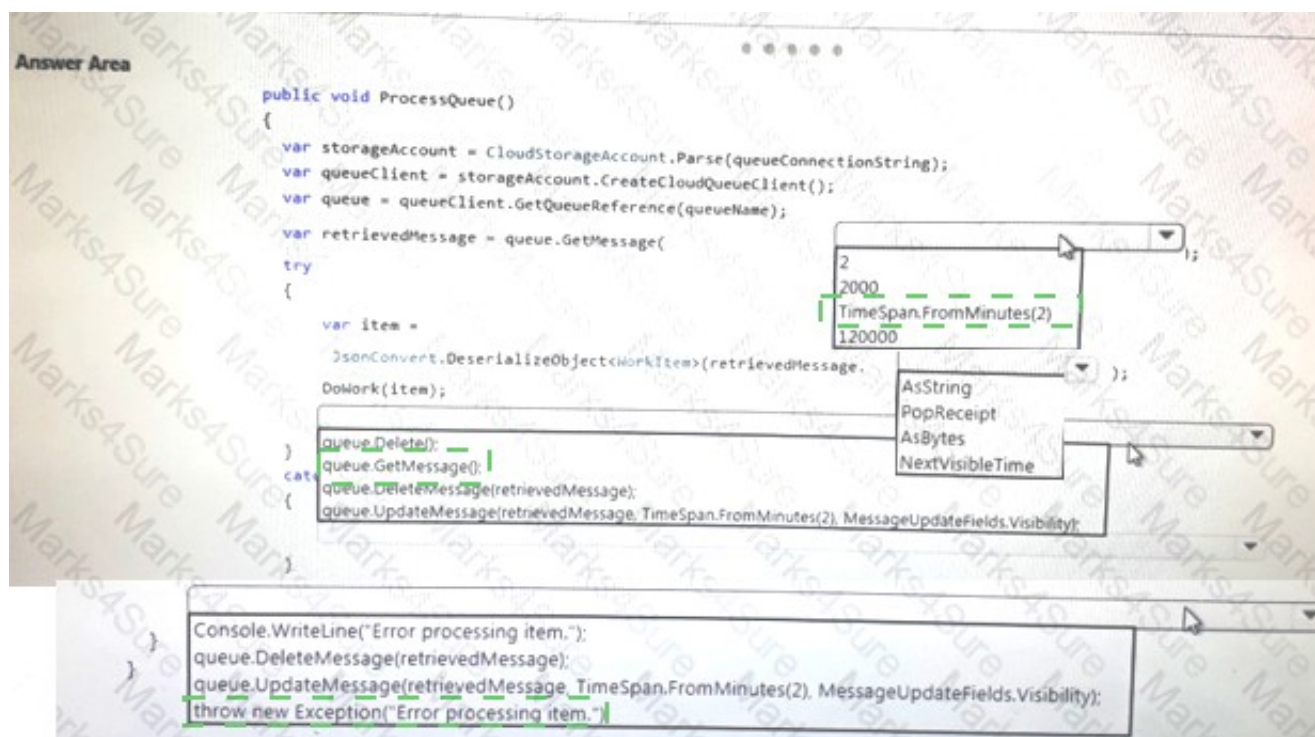 Answer Area
public void ProcessQueue()
{
var storageAccount = CloudStorageAccount.Parse(queueConnectionString);
var queueClient = storageAccount.CreateCloudQueueClient();
var queue = queueClient.GetQueueReference(queueName);
var retrievedMessage = queue.GetMessage(
);
2
2000
TimeSpan.FromMinutes(2)
120000
try
{
var item =
JsonConvert.DeserializeObject<WorkItem>(retrievedMessage.
);
AsString
PopReceipt
AsBytes
NextVisibleTime
DoWork(item);
queue.Delete();
queue.GetMessage();
queue.DeleteMessage(retrievedMessage);
queue.UpdateMessage(retrievedMessage, TimeSpan.FromMinutes(2), MessageUpdateFields.Visibility);
}
{
}
Console.WriteLine("Error processing item.");
queue.DeleteMessage(retrievedMessage);
queue.UpdateMessage(retrievedMessage, TimeSpan.FromMinutes(2), MessageUpdateFields.Visibility);
throw new Exception("Error processing item.")
}
}
Marks4Sure